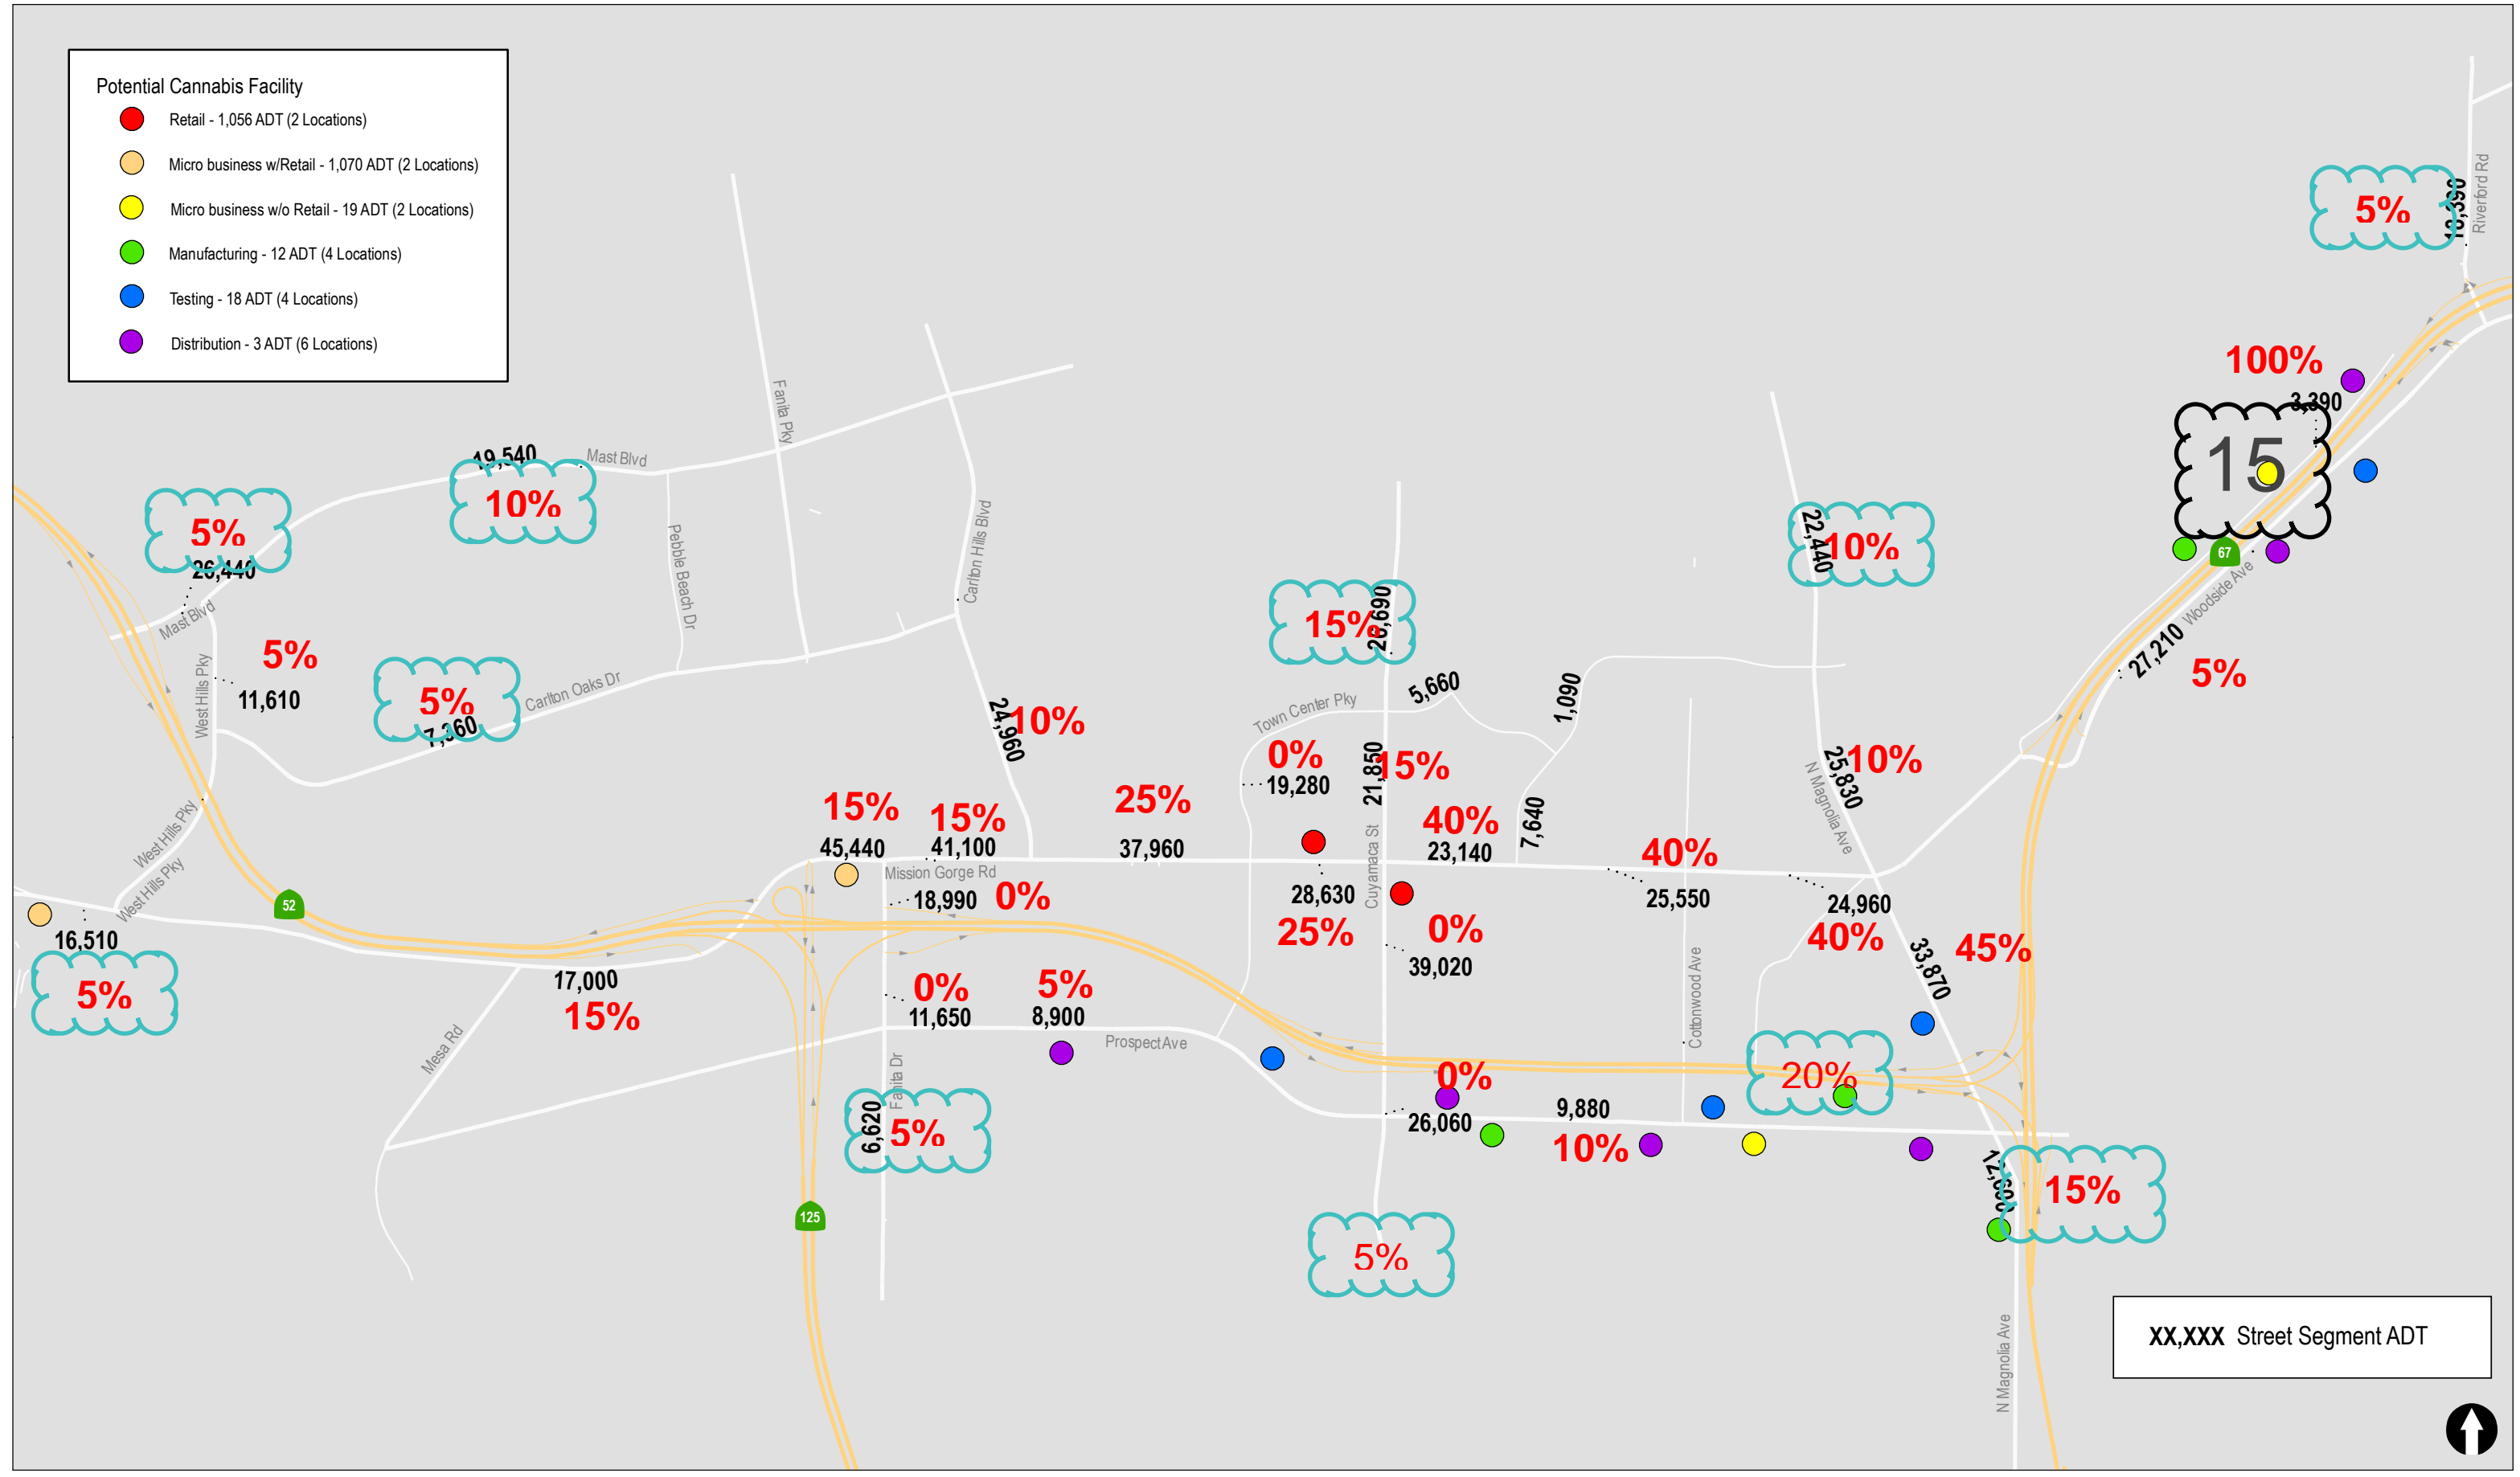 Potential Cannabis Facility
Retail - 1,056 ADT (2 Locations)
Micro business w/Retail - 1,070 ADT (2 Locations)
Micro business w/o Retail - 19 ADT (2 Locations)
Manufacturing - 12 ADT (4 Locations)
Testing - 18 ADT (4 Locations)
Distribution - 3 ADT (6 Locations)
5%
Riverford Rd
100%
3,390
15
67
Woodside Ave
27,210
5%
Fanita Pky
19,540
Mast Blvd
10%
5%
26,440
Mast Blvd
Pebble Beach Dr
Carlton Hills Blvd
22,440
10%
15%
5%
West Hills Pky
11,610
5%
7,360
Carlton Oaks Dr
24,960
10%
Town Center Pky
5,660
1,090
0%
19,280
21,850
15%
25,830
10%
N Magnolia Ave
15%
45,440
15%
41,100
25%
37,960
40%
23,140
7,640
40%
25,550
24,960
40%
West Hills Pky
West Hills Pky
52
Mission Gorge Rd
18,990
0%
28,630
25%
Cuyamaca St
0%
39,020
33,870
45%
16,510
5%
17,000
15%
0%
11,650
5%
8,900
Prospect Ave
Cottonwood Ave
Mesa Rd
Fanita Dr
6,620
5%
0%
26,060
9,880
10%
20%
15%
125
5%
N Magnolia Ave
XX,XXX Street Segment ADT